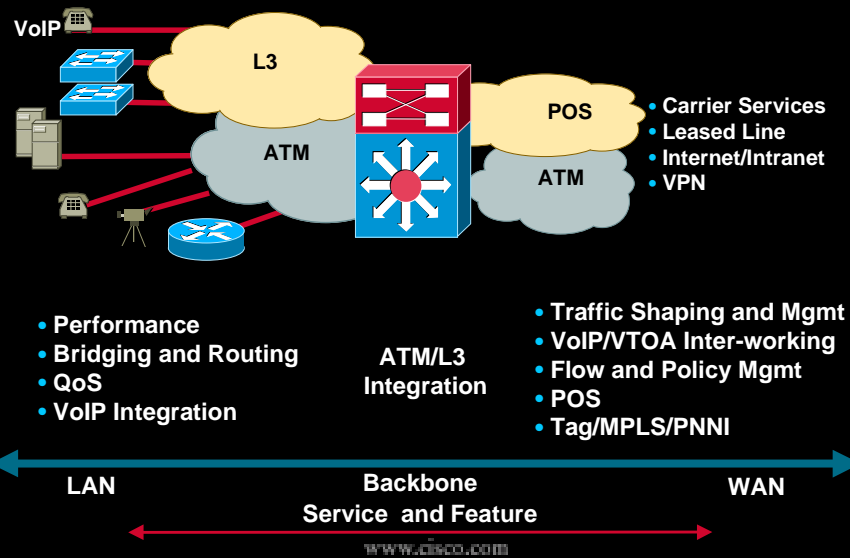 VoIP
L3
ATM
POS
ATM
• Carrier Services
• Leased Line
• Internet/Intranet
• VPN
• Performance
• Bridging and Routing
• QoS
• VoIP Integration
ATM/L3
Integration
• Traffic Shaping and Mgmt
• VoIP/VTOA Inter-working
• Flow and Policy Mgmt
• POS
• Tag/MPLS/PNNI
LAN
Backbone
WAN
Service and Feature
www.cisco.com